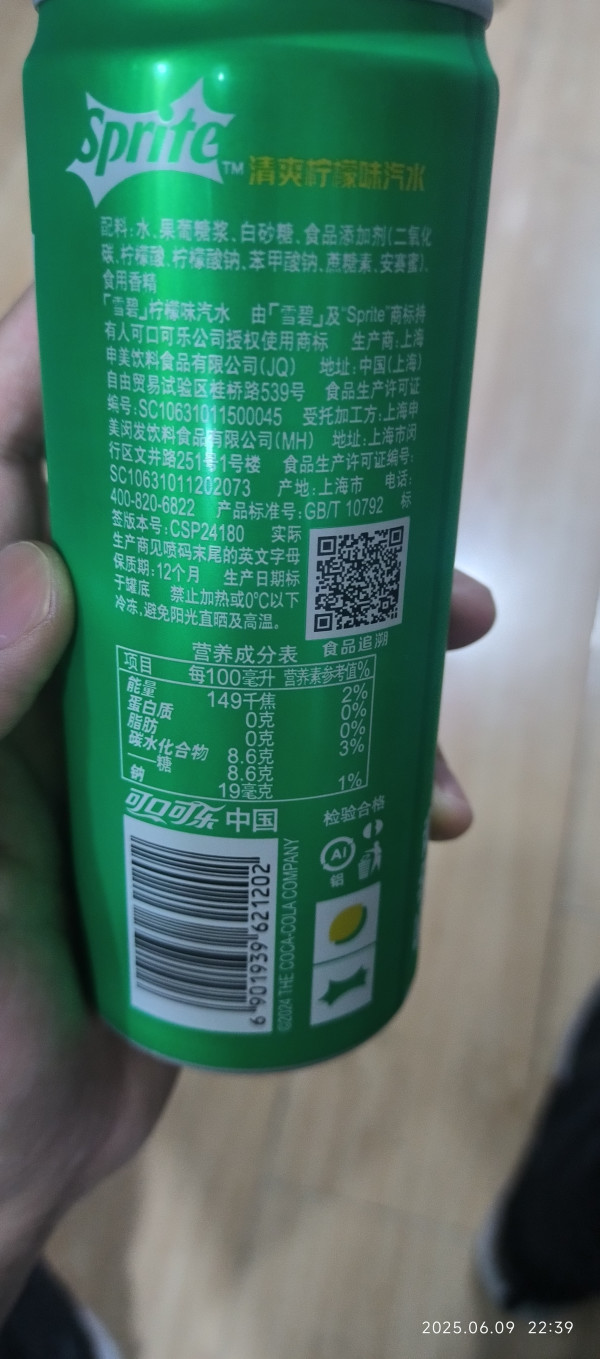 Sprite™ 清爽柠檬味汽水
配料:水、果葡糖浆、白砂糖、食品添加剂(二氧化
碳、柠檬酸、柠檬酸钠、苯甲酸钠、蔗糖素、安赛蜜)、
食用香精
「雪碧」柠檬味汽水 由「雪碧」及“Sprite”商标持
有人可口可乐公司授权使用商标 生产商:上海
申美饮料食品有限公司(JQ) 地址:中国(上海)
自由贸易试验区桂桥路539号 食品生产许可证
编号:SC10631011500045 受托加工方:上海申
美闵发饮料食品有限公司(MH) 地址:上海市闵
行区文井路251号1号楼 食品生产许可证编号:
SC10631011202073 产地:上海市 电话:
400-820-6822 产品标准号:GB/T 10792 标
签版本号:CSP24180 实际
生产商见喷码末尾的英文字母
保质期:12个月 生产日期标
于罐底 禁止加热或0℃以下
冷冻,避免阳光直晒及高温。
食品追溯
营养成分表
项目 每100毫升 营养素参考值%
能量 149千焦 2%
蛋白质 0克 0%
脂肪 0克 0%
碳水化合物 8.6克 3%
——糖 8.6克
钠 19毫克 1%
可口可乐 中国
检验合格
Al
铝
6 901939 621202
©2024 THE COCA-COLA COMPANY
2025.06.09 22:39